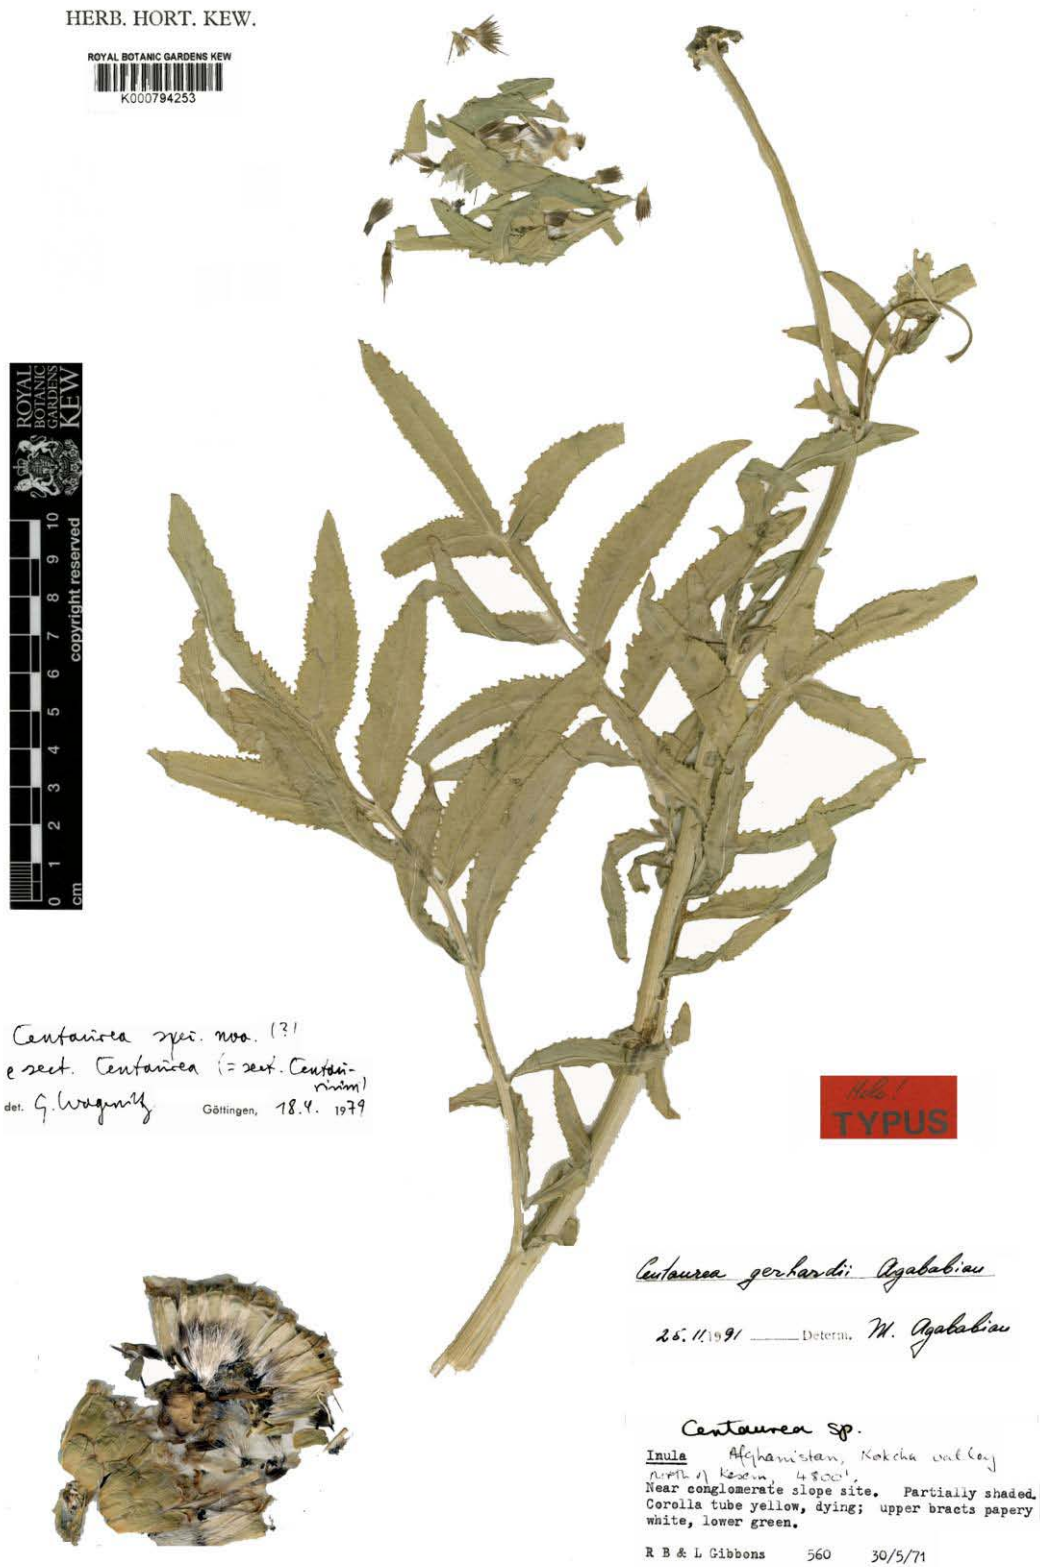 HERB. HORT. KEW.
ROYAL BOTANIC GARDENS KEW
K000794253
ROYAL
BOTANIC
GARDENS
KEW
copyright reserved
0 1 2 3 4 5 6 7 8 9 10
cm
Centaurea spec. nov. (?)
e sect. Centaurea (= sect. Centau-
rium)
det. G. Wagenitz Göttingen, 18.4. 1979
Holo!
TYPUS
Centaurea gerhardii Agababian
25.11.1991 Determ. M. Agababian
Centaurea sp.
Inula Afghanistan, Kokcha valley
north of Keshm, 4800'.
Near conglomerate slope site. Partially shaded.
Corolla tube yellow, dying; upper bracts papery
white, lower green.
R B & L Gibbons 560 30/5/71